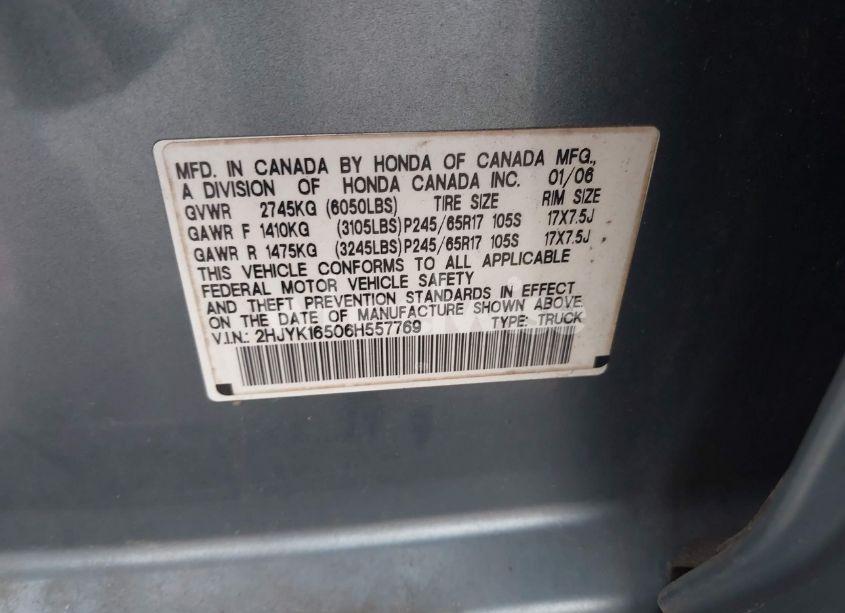 MFD. IN CANADA BY HONDA OF CANADA MFG.,
A DIVISION OF HONDA CANADA INC. 01/06
GVWR 2745KG (6050LBS) TIRE SIZE RIM SIZE
GAWR F 1410KG (3105LBS)P245/65R17 105S 17X7.5J
GAWR R 1475KG (3245LBS)P245/65R17 105S 17X7.5J
THIS VEHICLE CONFORMS TO ALL APPLICABLE
FEDERAL MOTOR VEHICLE SAFETY
AND THEFT PREVENTION STANDARDS IN EFFECT
ON THE DATE OF MANUFACTURE SHOWN ABOVE.
V.I.N.: 2HJYK16506H557769 TYPE: TRUCK